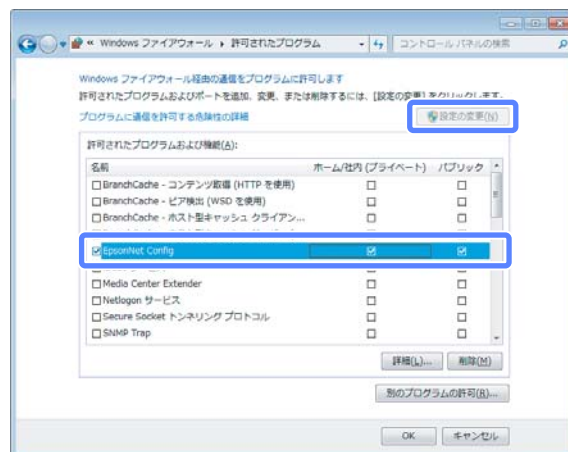 « Windows ファイアウォール ▸ 許可されたプログラム
コントロール パネルの検索
Windows ファイアウォール経由の通信をプログラムに許可します
許可されたプログラムおよびポートを追加、変更、または削除するには、[設定の変更] をクリックします。
プログラムに通信を許可する危険性の詳細
設定の変更(N)
許可されたプログラムおよび機能(A):
名前 ホーム/社内 (プライベート) パブリック
BranchCache - コンテンツ取得 (HTTP を使用)
BranchCache - ピア検出 (WSD を使用)
BranchCache - ホスト型キャッシュ クライアン...
EpsonNet Config
Media Center Extender
Netlogon サービス
Secure Socket トンネリング プロトコル
SNMP Trap
詳細(L)... 削除(M)
別のプログラムの許可(R)...
OK キャンセル